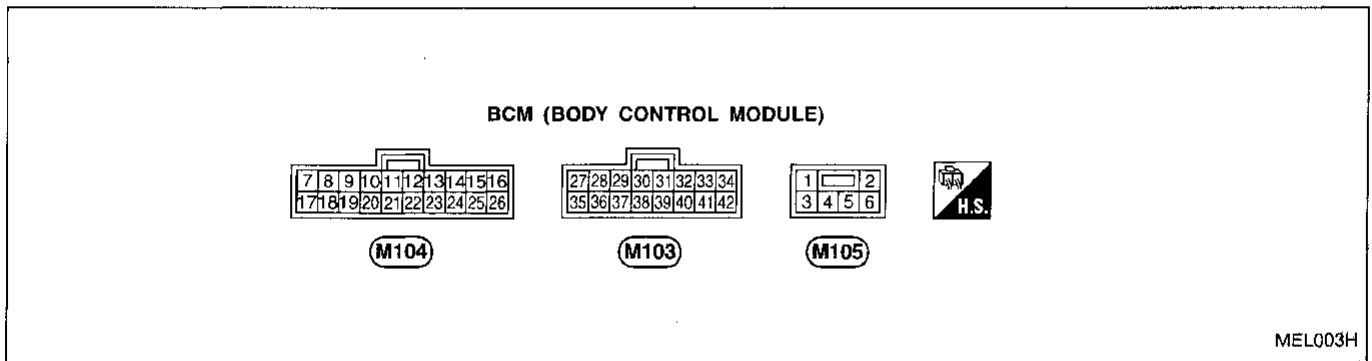 BCM (BODY CONTROL MODULE)
7 8 9 10 11 12 13 14 15 16
17 18 19 20 21 22 23 24 25 26
M104
27 28 29 30 31 32 33 34
35 36 37 38 39 40 41 42
M103
1 2
3 4 5 6
M105
H.S.
MEL003H